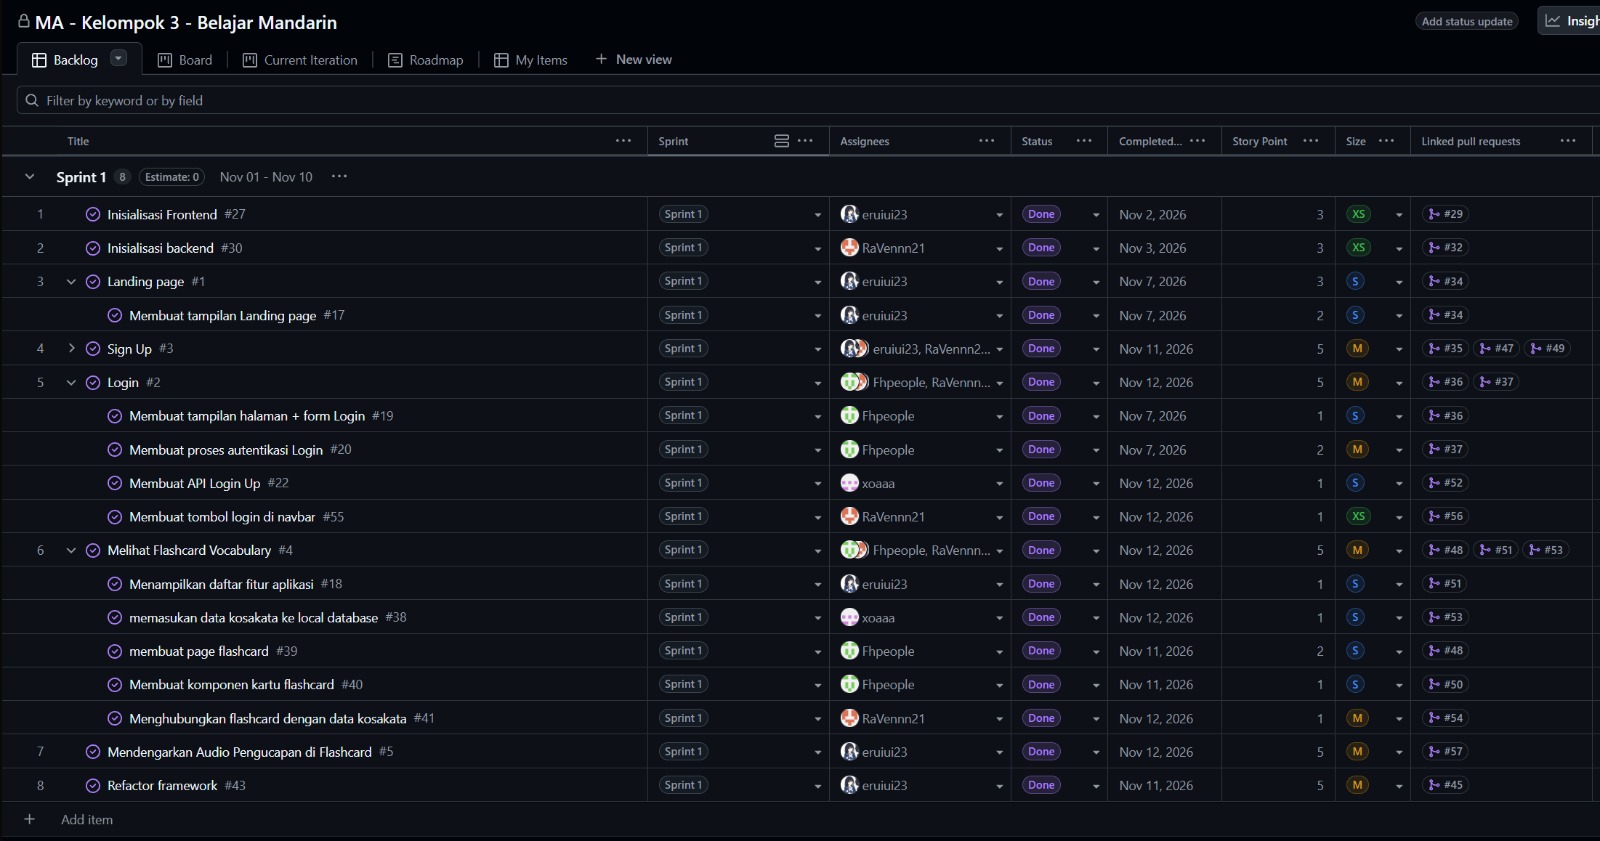 MA - Kelompok 3 - Belajar Mandarin
Add status update
Insigh
Backlog
Board
Current Iteration
Roadmap
My Items
New view
Filter by keyword or by field
Title Sprint Assignees Status Completed... Story Point Size Linked pull requests
Sprint 1 8 Estimate: 0 Nov 01 - Nov 10
1 Inisialisasi Frontend #27 Sprint 1 eruiui23 Done Nov 2, 2026 3 XS #29
2 Inisialisasi backend #30 Sprint 1 RaVennn21 Done Nov 3, 2026 3 XS #32
3 Landing page #1 Sprint 1 eruiui23 Done Nov 7, 2026 3 S #34
Membuat tampilan Landing page #17 Sprint 1 eruiui23 Done Nov 7, 2026 2 S #34
4 Sign Up #3 Sprint 1 eruiui23, RaVennn2... Done Nov 11, 2026 5 M #35 #47 #49
5 Login #2 Sprint 1 Fhpeople, RaVennn... Done Nov 12, 2026 5 M #36 #37
Membuat tampilan halaman + form Login #19 Sprint 1 Fhpeople Done Nov 7, 2026 1 S #36
Membuat proses autentikasi Login #20 Sprint 1 Fhpeople Done Nov 7, 2026 2 M #37
Membuat API Login Up #22 Sprint 1 xoaaa Done Nov 12, 2026 1 S #52
Membuat tombol login di navbar #55 Sprint 1 RaVennn21 Done Nov 12, 2026 1 XS #56
6 Melihat Flashcard Vocabulary #4 Sprint 1 Fhpeople, RaVennn... Done Nov 12, 2026 5 M #48 #51 #53
Menampilkan daftar fitur aplikasi #18 Sprint 1 eruiui23 Done Nov 12, 2026 1 S #51
memasukan data kosakata ke local database #38 Sprint 1 xoaaa Done Nov 12, 2026 1 S #53
membuat page flashcard #39 Sprint 1 Fhpeople Done Nov 11, 2026 2 S #48
Membuat komponen kartu flashcard #40 Sprint 1 Fhpeople Done Nov 11, 2026 1 S #50
Menghubungkan flashcard dengan data kosakata #41 Sprint 1 RaVennn21 Done Nov 12, 2026 1 M #54
7 Mendengarkan Audio Pengucapan di Flashcard #5 Sprint 1 eruiui23 Done Nov 12, 2026 5 M #57
8 Refactor framework #43 Sprint 1 eruiui23 Done Nov 11, 2026 5 M #45
Add item